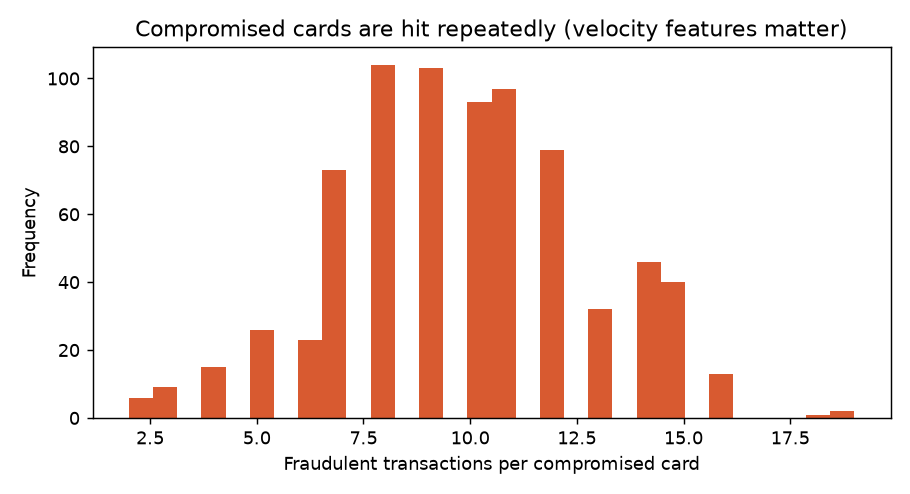 Compromised cards are hit repeatedly (velocity features matter)
100
80
60
40
20
0
Frequency
2.5 5.0 7.5 10.0 12.5 15.0 17.5
Fraudulent transactions per compromised card